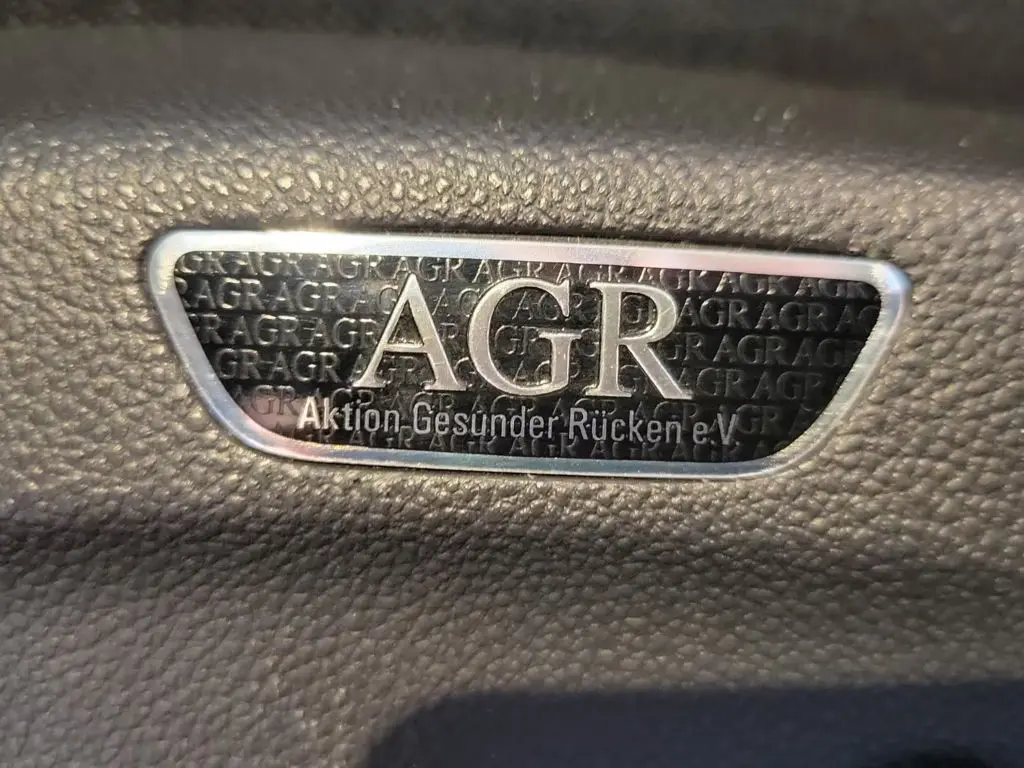 AGR
Aktion Gesunder Rücken e.V.